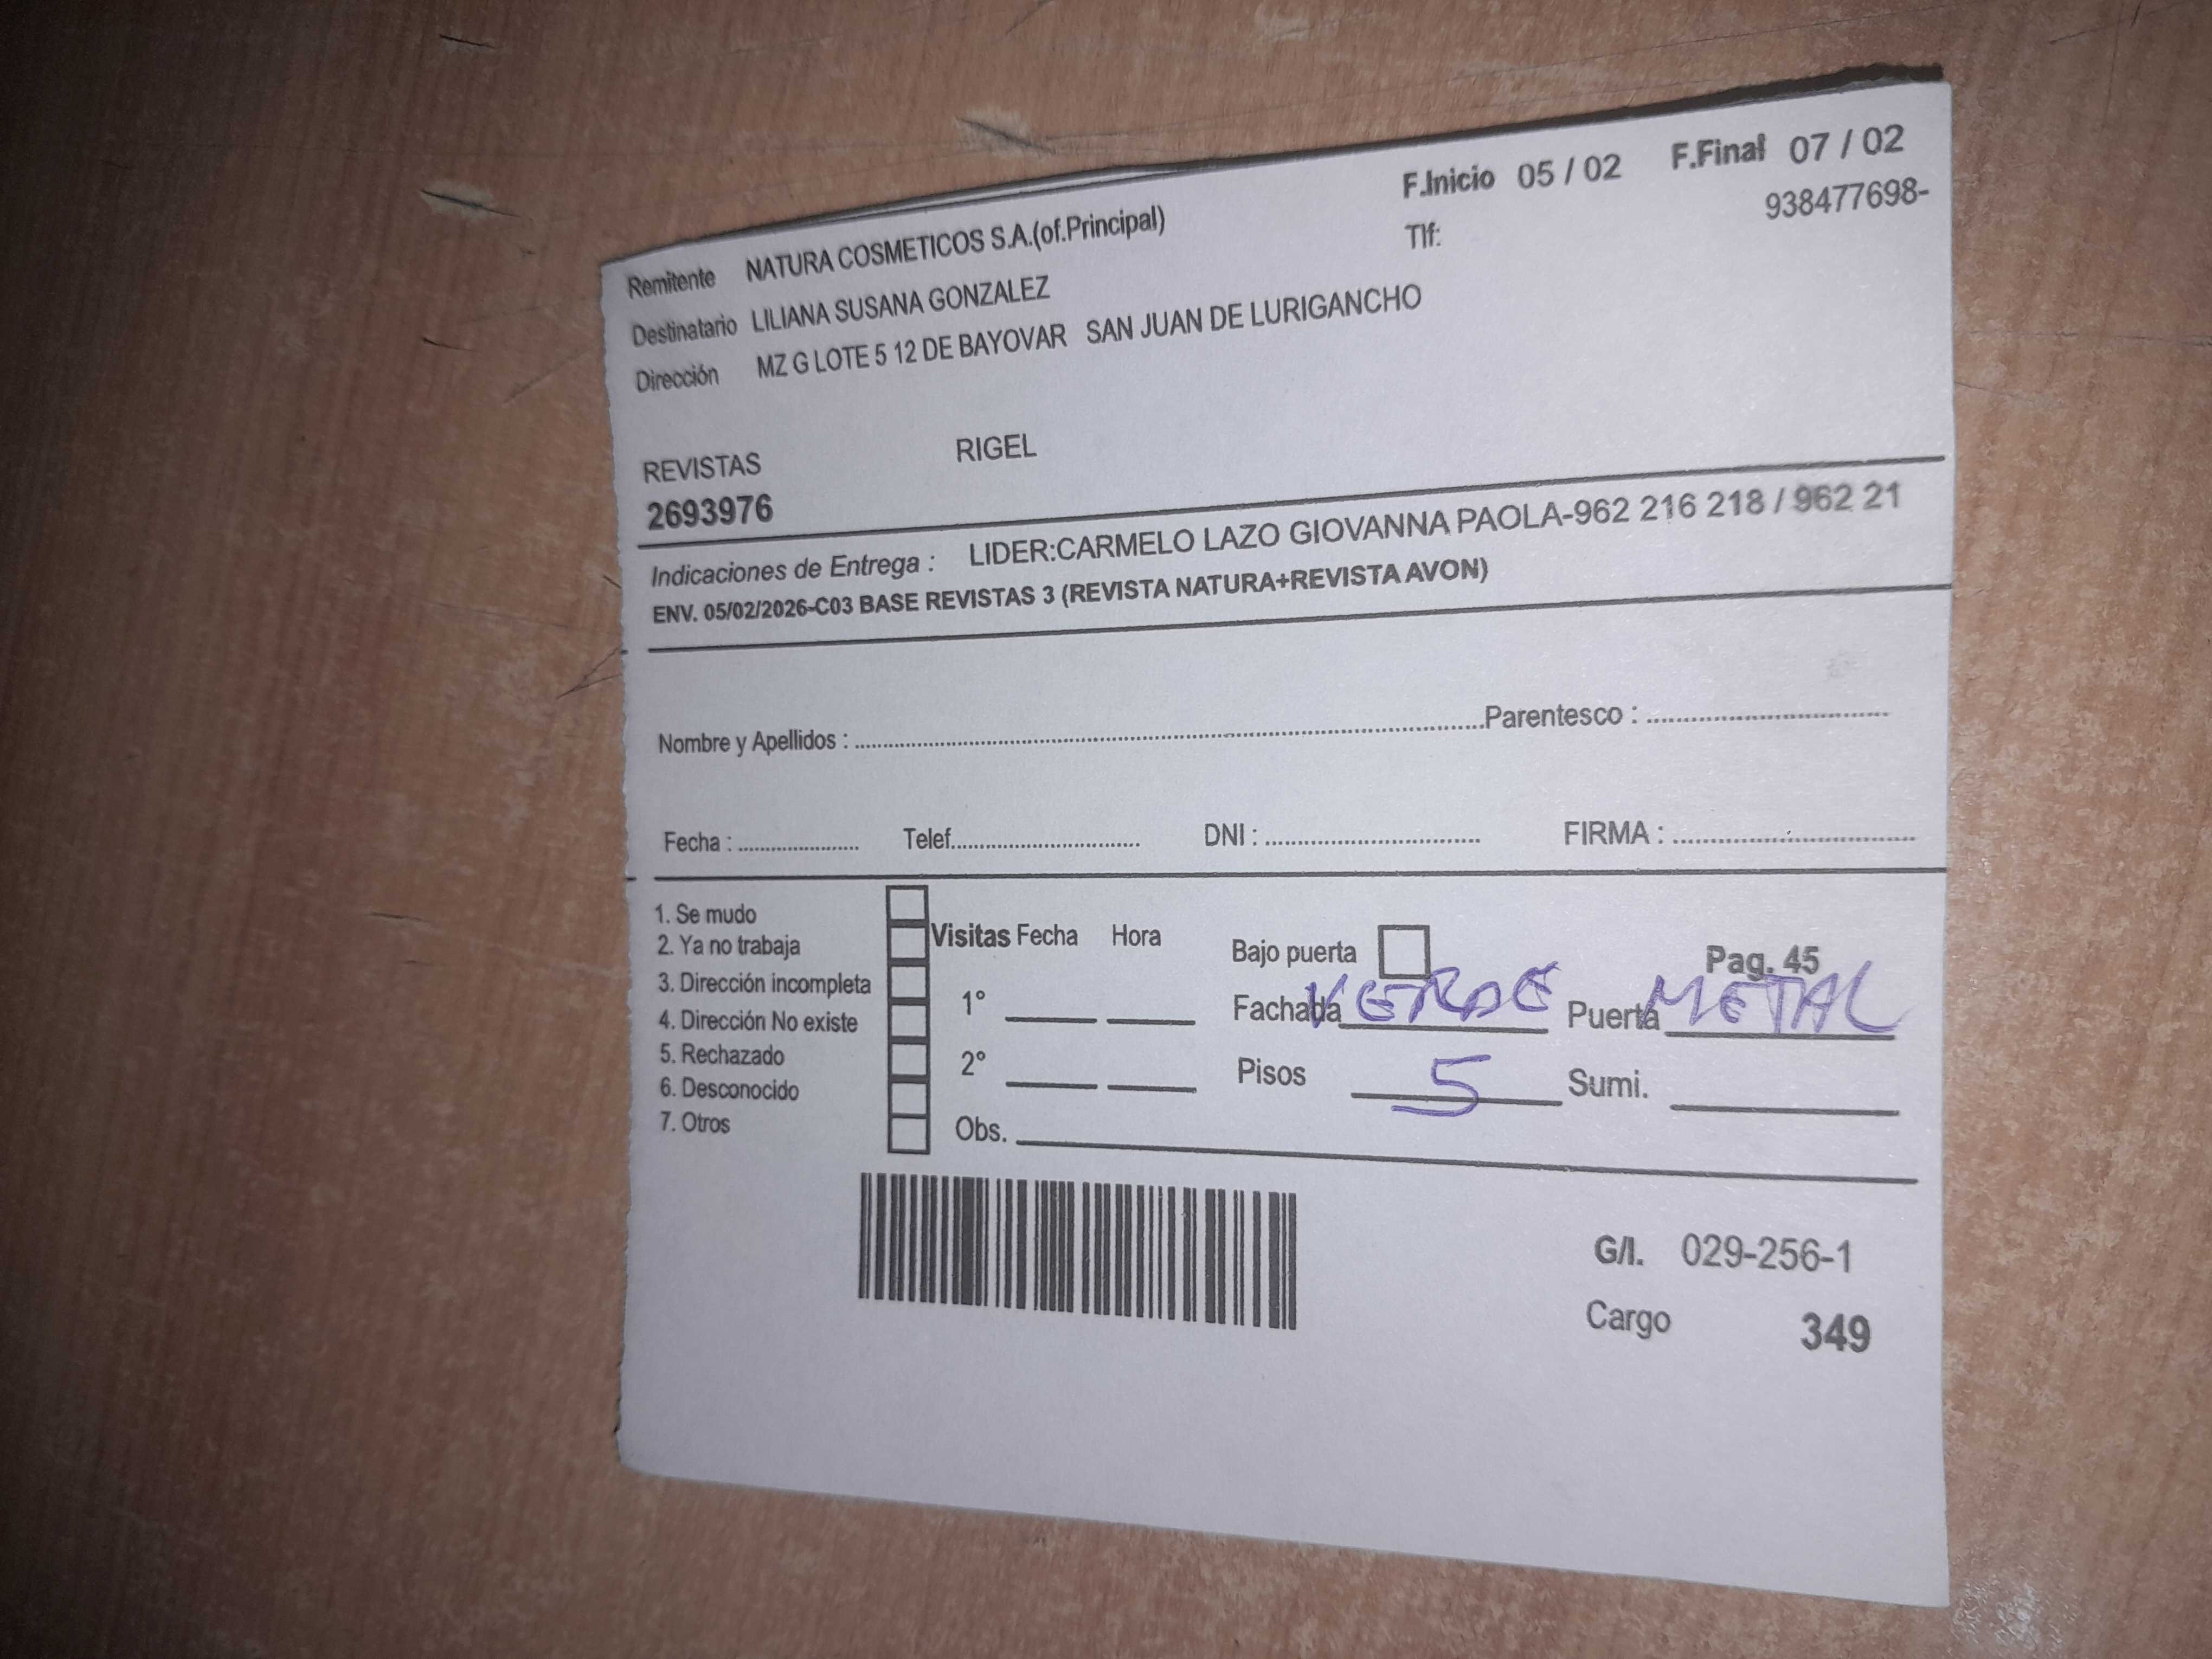 F.Inicio 05 / 02 F.Final 07 / 02
Remitente NATURA COSMETICOS S.A.(of.Principal) Tlf: 938477698-
Destinatario LILIANA SUSANA GONZALEZ
Dirección MZ G LOTE 5 12 DE BAYOVAR SAN JUAN DE LURIGANCHO
REVISTAS RIGEL
2693976
Indicaciones de Entrega : LIDER:CARMELO LAZO GIOVANNA PAOLA-962 216 218 / 962 21
ENV. 05/02/2026-C03 BASE REVISTAS 3 (REVISTA NATURA+REVISTA AVON)
Nombre y Apellidos : Parentesco :
Fecha : Telef. DNI : FIRMA :
1. Se mudo
2. Ya no trabaja
3. Dirección incompleta
4. Dirección No existe
5. Rechazado
6. Desconocido
7. Otros
Visitas Fecha Hora
1°
2°
Obs.
Bajo puerta Pag. 45
Fachada VERDE Puerta METAL
Pisos 5 Sumi.
G/I. 029-256-1
Cargo 349